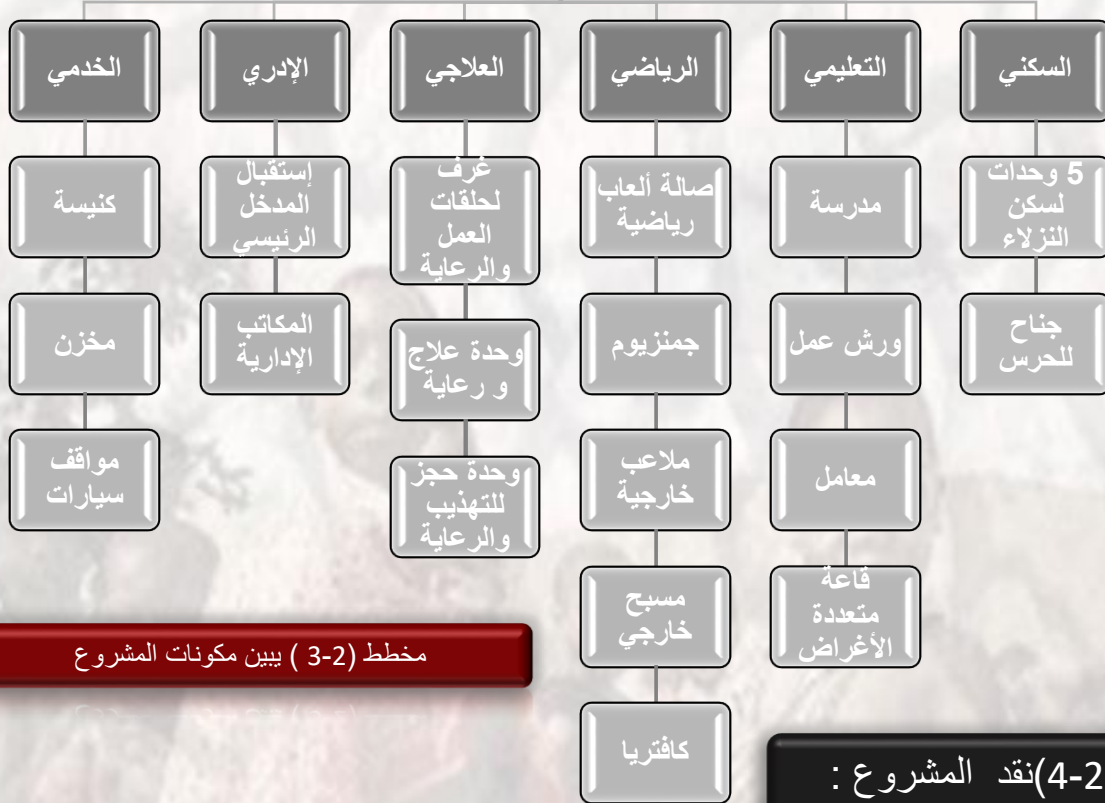 السكني
5 وحدات
لسكن
النزلاء
جناح
للحرس
التعليمي
مدرسة
ورش عمل
معامل
قاعة
متعددة
الأغراض
الرياضي
صالة ألعاب
رياضية
جمنزيوم
ملاعب
خارجية
مسبح
خارجي
كافتريا
العلاجي
غرف
لحلقات
العمل
والرعاية
وحدة علاج
و رعاية
وحدة حجز
للتهذيب
والرعاية
الإدري
إستقبال
المدخل
الرئيسي
المكاتب
الإدارية
الخدمي
كنيسة
مخزن
مواقف
سيارات
مخطط (2-3 ) يبين مكونات المشروع
4-2)نقد المشروع :